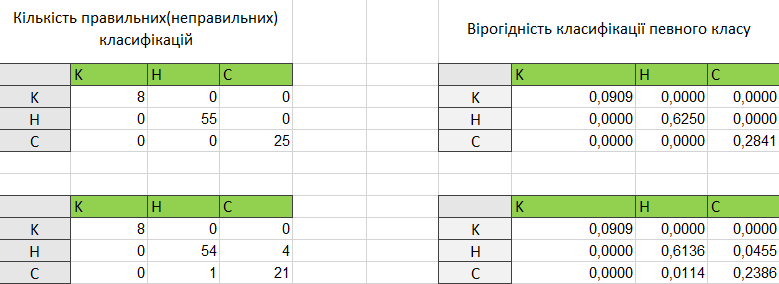 Кількість правильних(неправильних)
класифікацій
Вірогідність класифікації певного класу
К Н С К Н С
К 8 0 0 К 0,0909 0,0000 0,0000
Н 0 55 0 Н 0,0000 0,6250 0,0000
С 0 0 25 С 0,0000 0,0000 0,2841
К Н С К Н С
К 8 0 0 К 0,0909 0,0000 0,0000
Н 0 54 4 Н 0,0000 0,6136 0,0455
С 0 1 21 С 0,0000 0,0114 0,2386